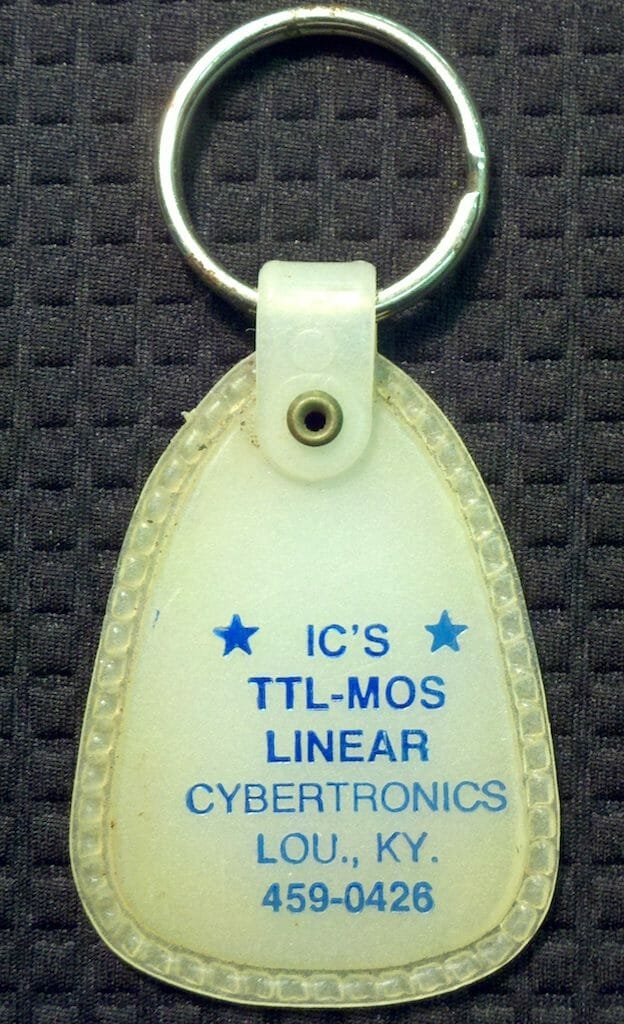 ★ IC'S ★
TTL-MOS
LINEAR
CYBERTRONICS
LOU., KY.
459-0426